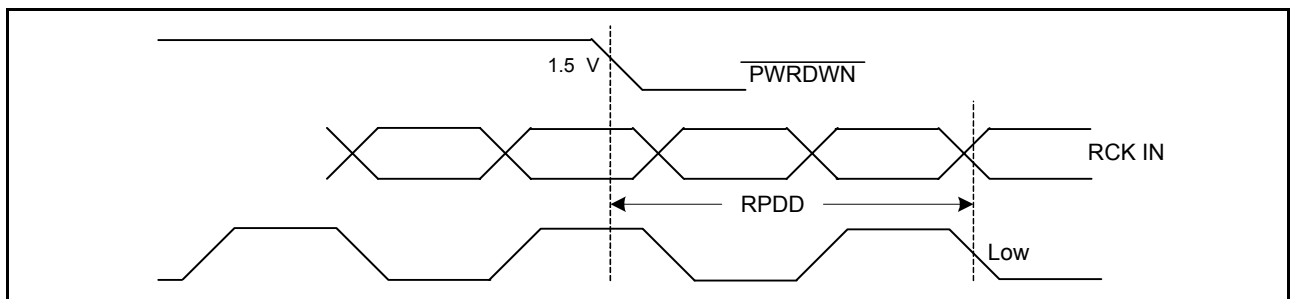 1.5 V
PWRDWN
RCK IN
RPDD
Low